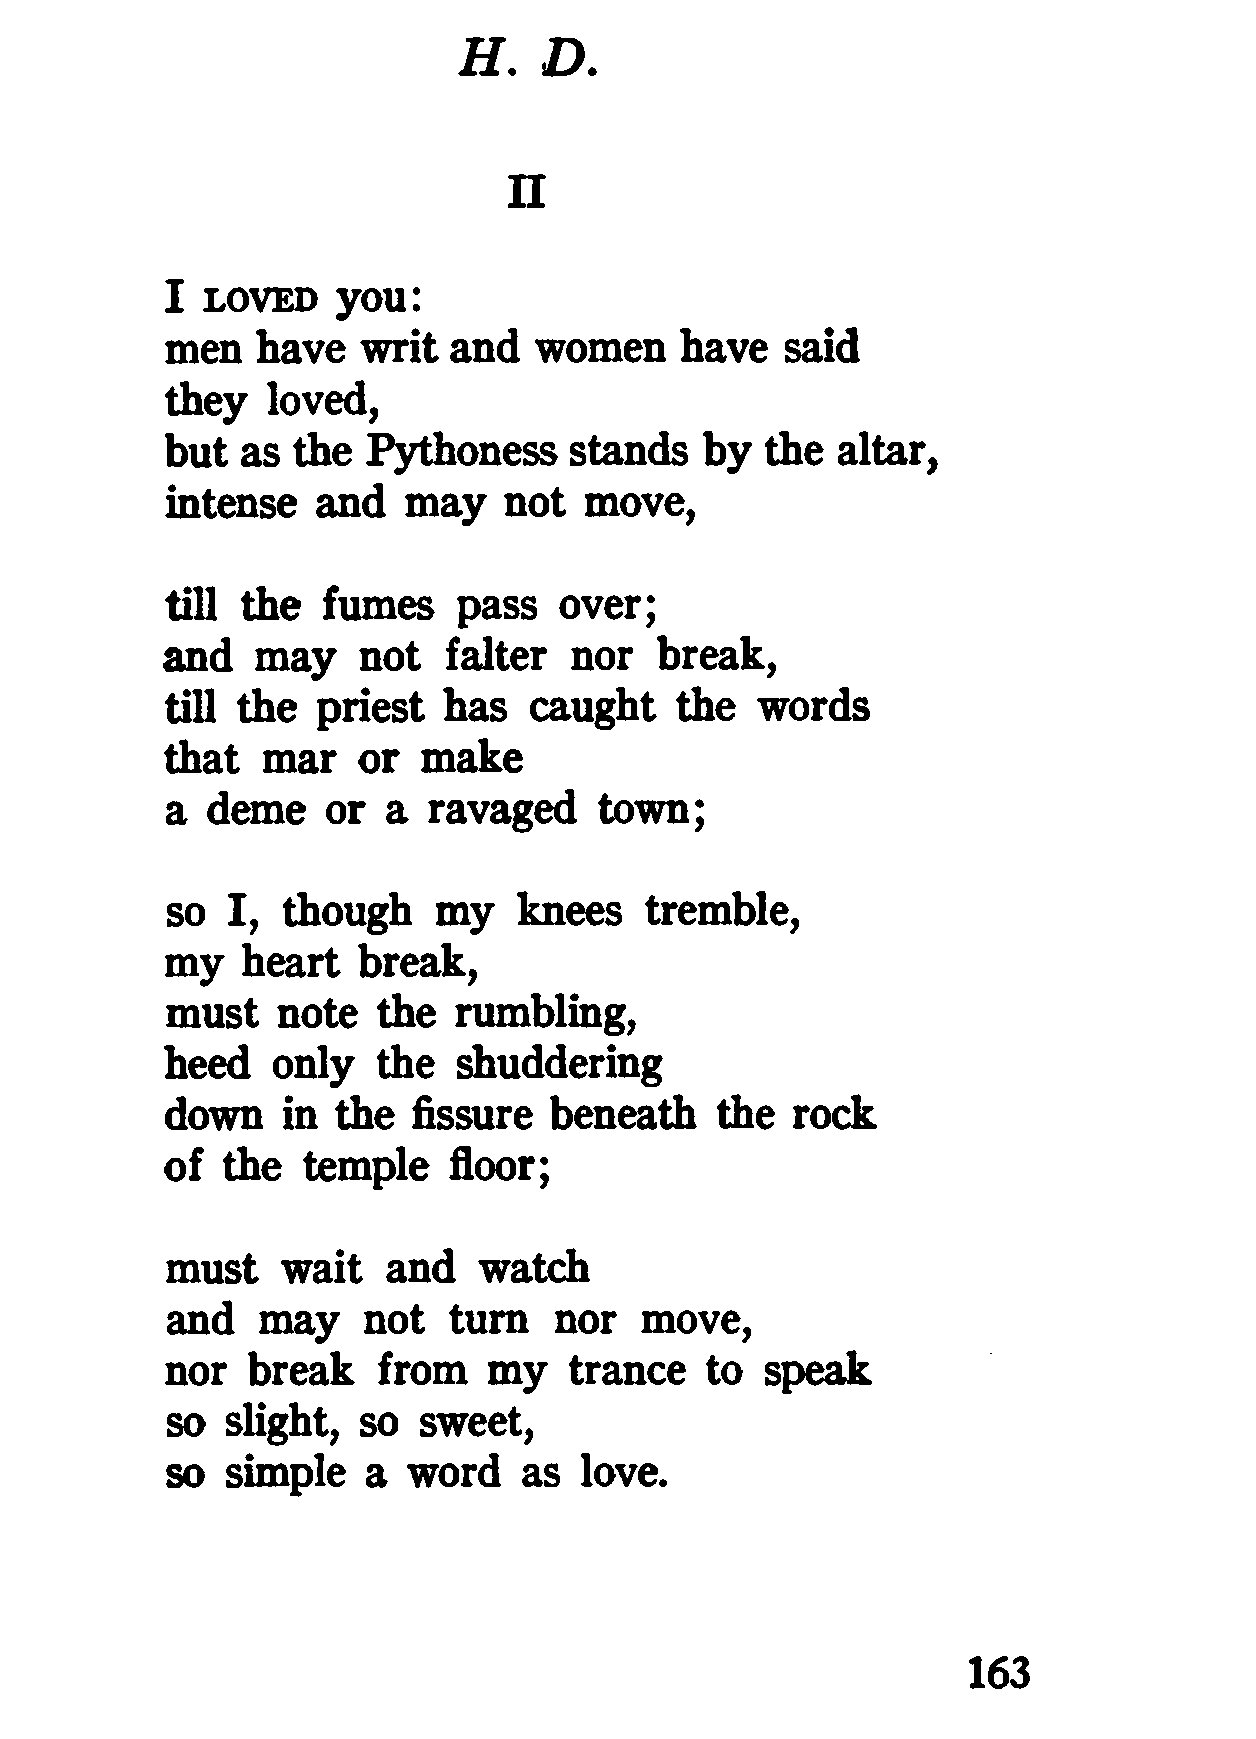 H. D.
II
I LOVED you:
men have writ and women have said
they loved,
but as the Pythoness stands by the altar,
intense and may not move,
till the fumes pass over;
and may not falter nor break,
till the priest has caught the words
that mar or make
a deme or a ravaged town;
so I, though my knees tremble,
my heart break,
must note the rumbling,
heed only the shuddering
down in the fissure beneath the rock
of the temple floor;
must wait and watch
and may not turn nor move,
nor break from my trance to speak
so slight, so sweet,
so simple a word as love.
163